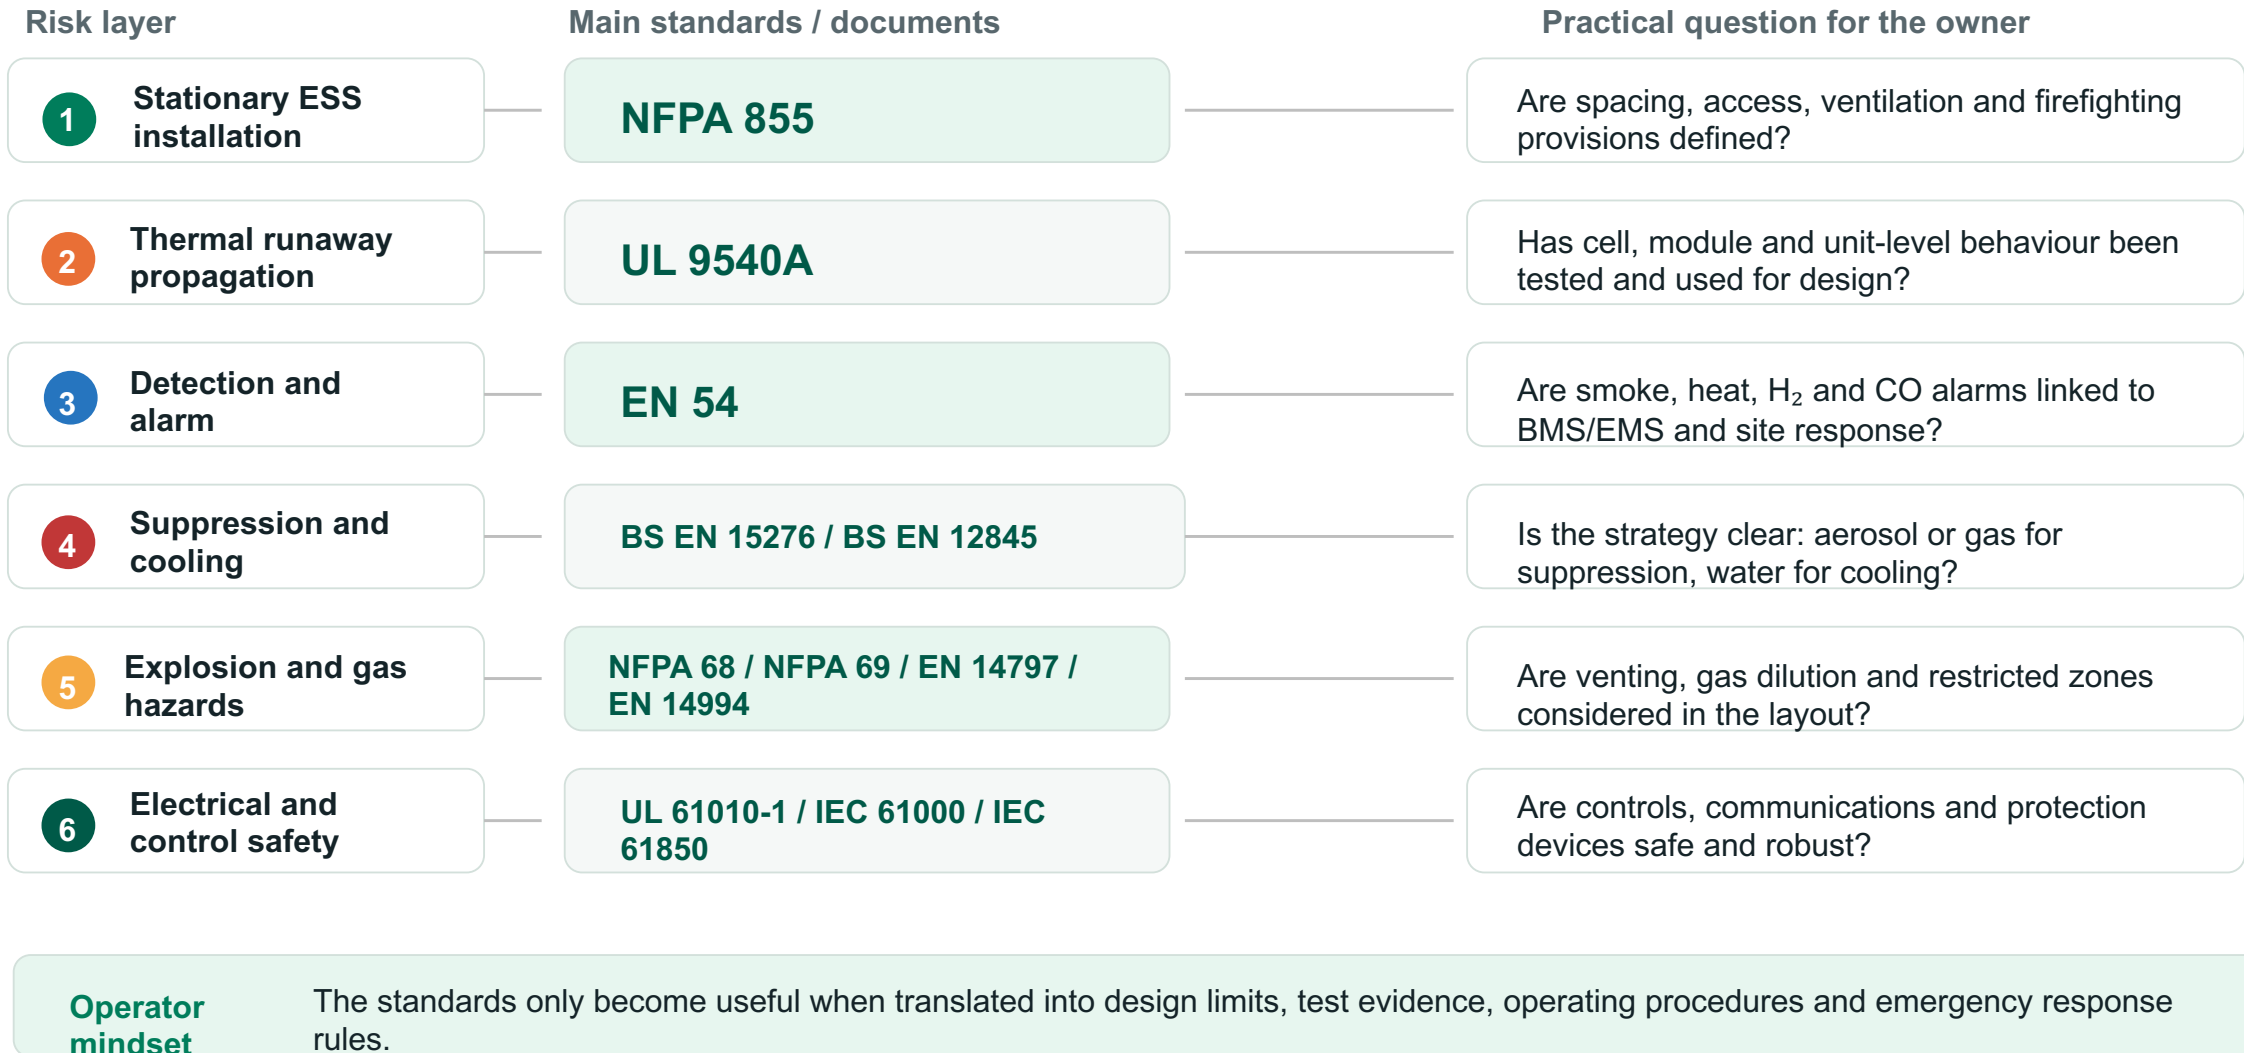 Risk layer
Main standards / documents
Practical question for the owner
1
Stationary ESS
installation
NFPA 855
Are spacing, access, ventilation and firefighting
provisions defined?
2
Thermal runaway
propagation
UL 9540A
Has cell, module and unit-level behaviour been
tested and used for design?
3
Detection and
alarm
EN 54
Are smoke, heat, H₂ and CO alarms linked to
BMS/EMS and site response?
4
Suppression and
cooling
BS EN 15276 / BS EN 12845
Is the strategy clear: aerosol or gas for
suppression, water for cooling?
5
Explosion and gas
hazards
NFPA 68 / NFPA 69 / EN 14797 /
EN 14994
Are venting, gas dilution and restricted zones
considered in the layout?
6
Electrical and
control safety
UL 61010-1 / IEC 61000 / IEC
61850
Are controls, communications and protection
devices safe and robust?
Operator
mindset
The standards only become useful when translated into design limits, test evidence, operating procedures and emergency response
rules.